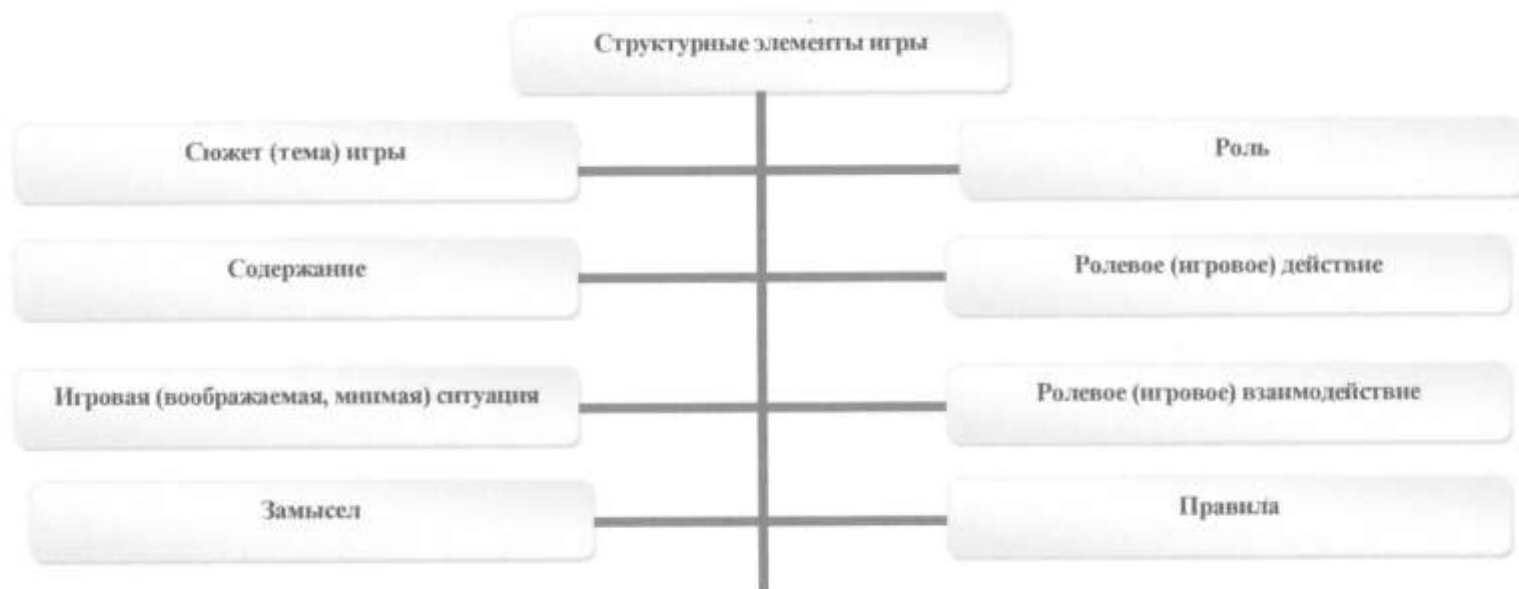 Структурные элементы игры
Сюжет (тема) игры
Роль
Содержание
Ролевое (игровое) действие
Игровая (воображаемая, мнимая) ситуация
Ролевое (игровое) взаимодействие
Замысел
Правила